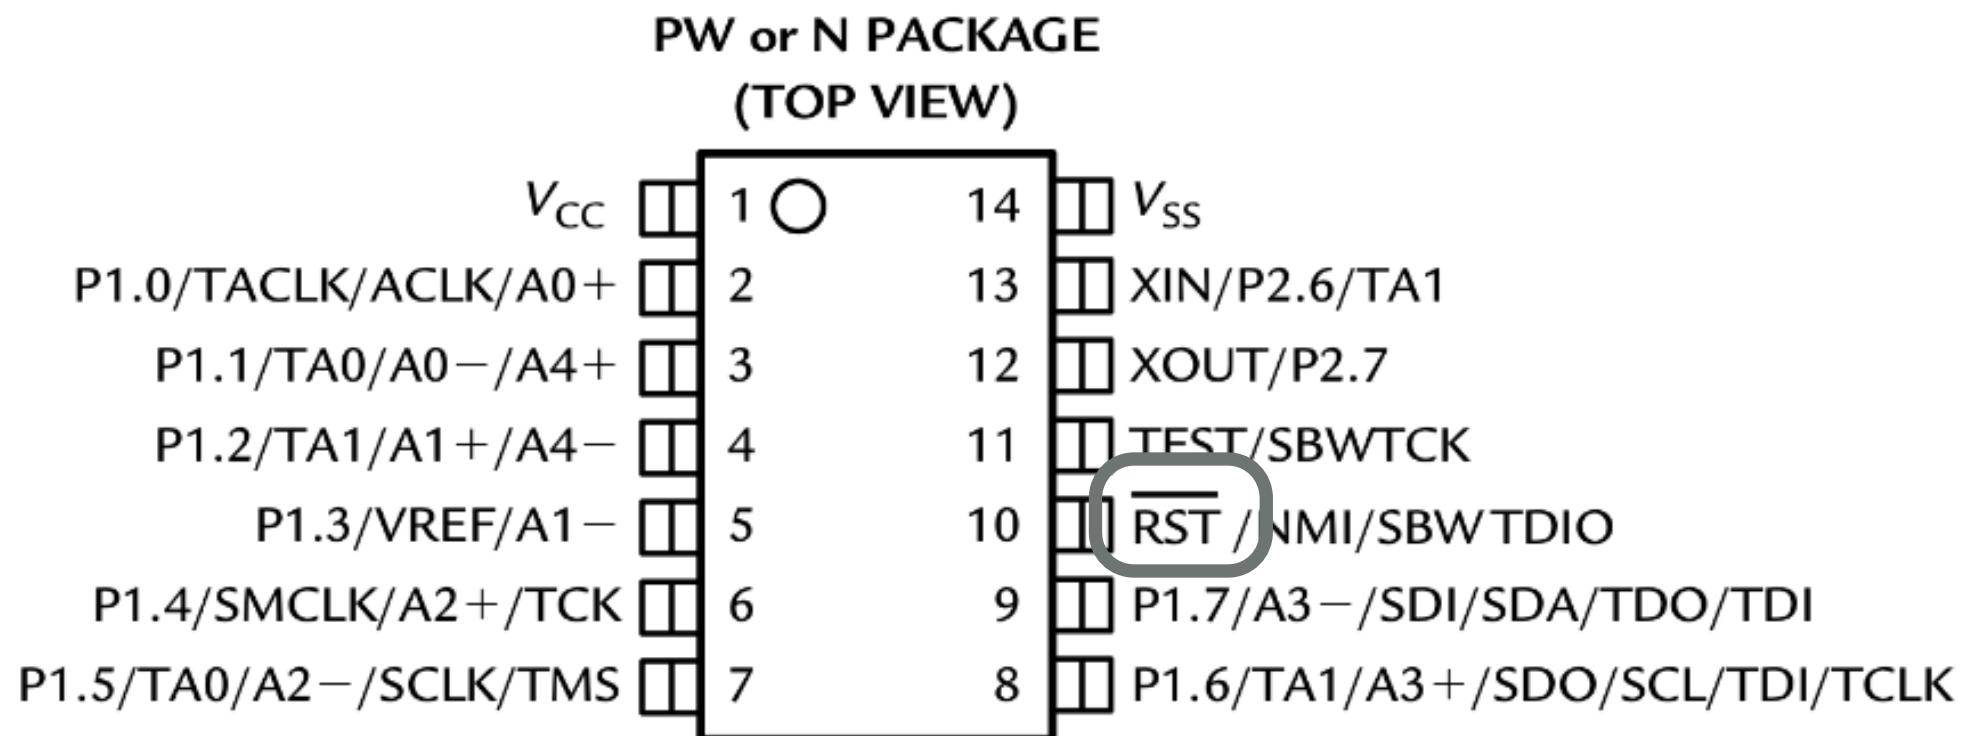 PW or N PACKAGE
(TOP VIEW)
VCC 1 14 VSS
P1.0/TACLK/ACLK/A0+ 2 13 XIN/P2.6/TA1
P1.1/TA0/A0−/A4+ 3 12 XOUT/P2.7
P1.2/TA1/A1+/A4− 4 11 TEST/SBWTCK
P1.3/VREF/A1− 5 10 R̅S̅T̅/NMI/SBWTDIO
P1.4/SMCLK/A2+/TCK 6 9 P1.7/A3−/SDI/SDA/TDO/TDI
P1.5/TA0/A2−/SCLK/TMS 7 8 P1.6/TA1/A3+/SDO/SCL/TDI/TCLK